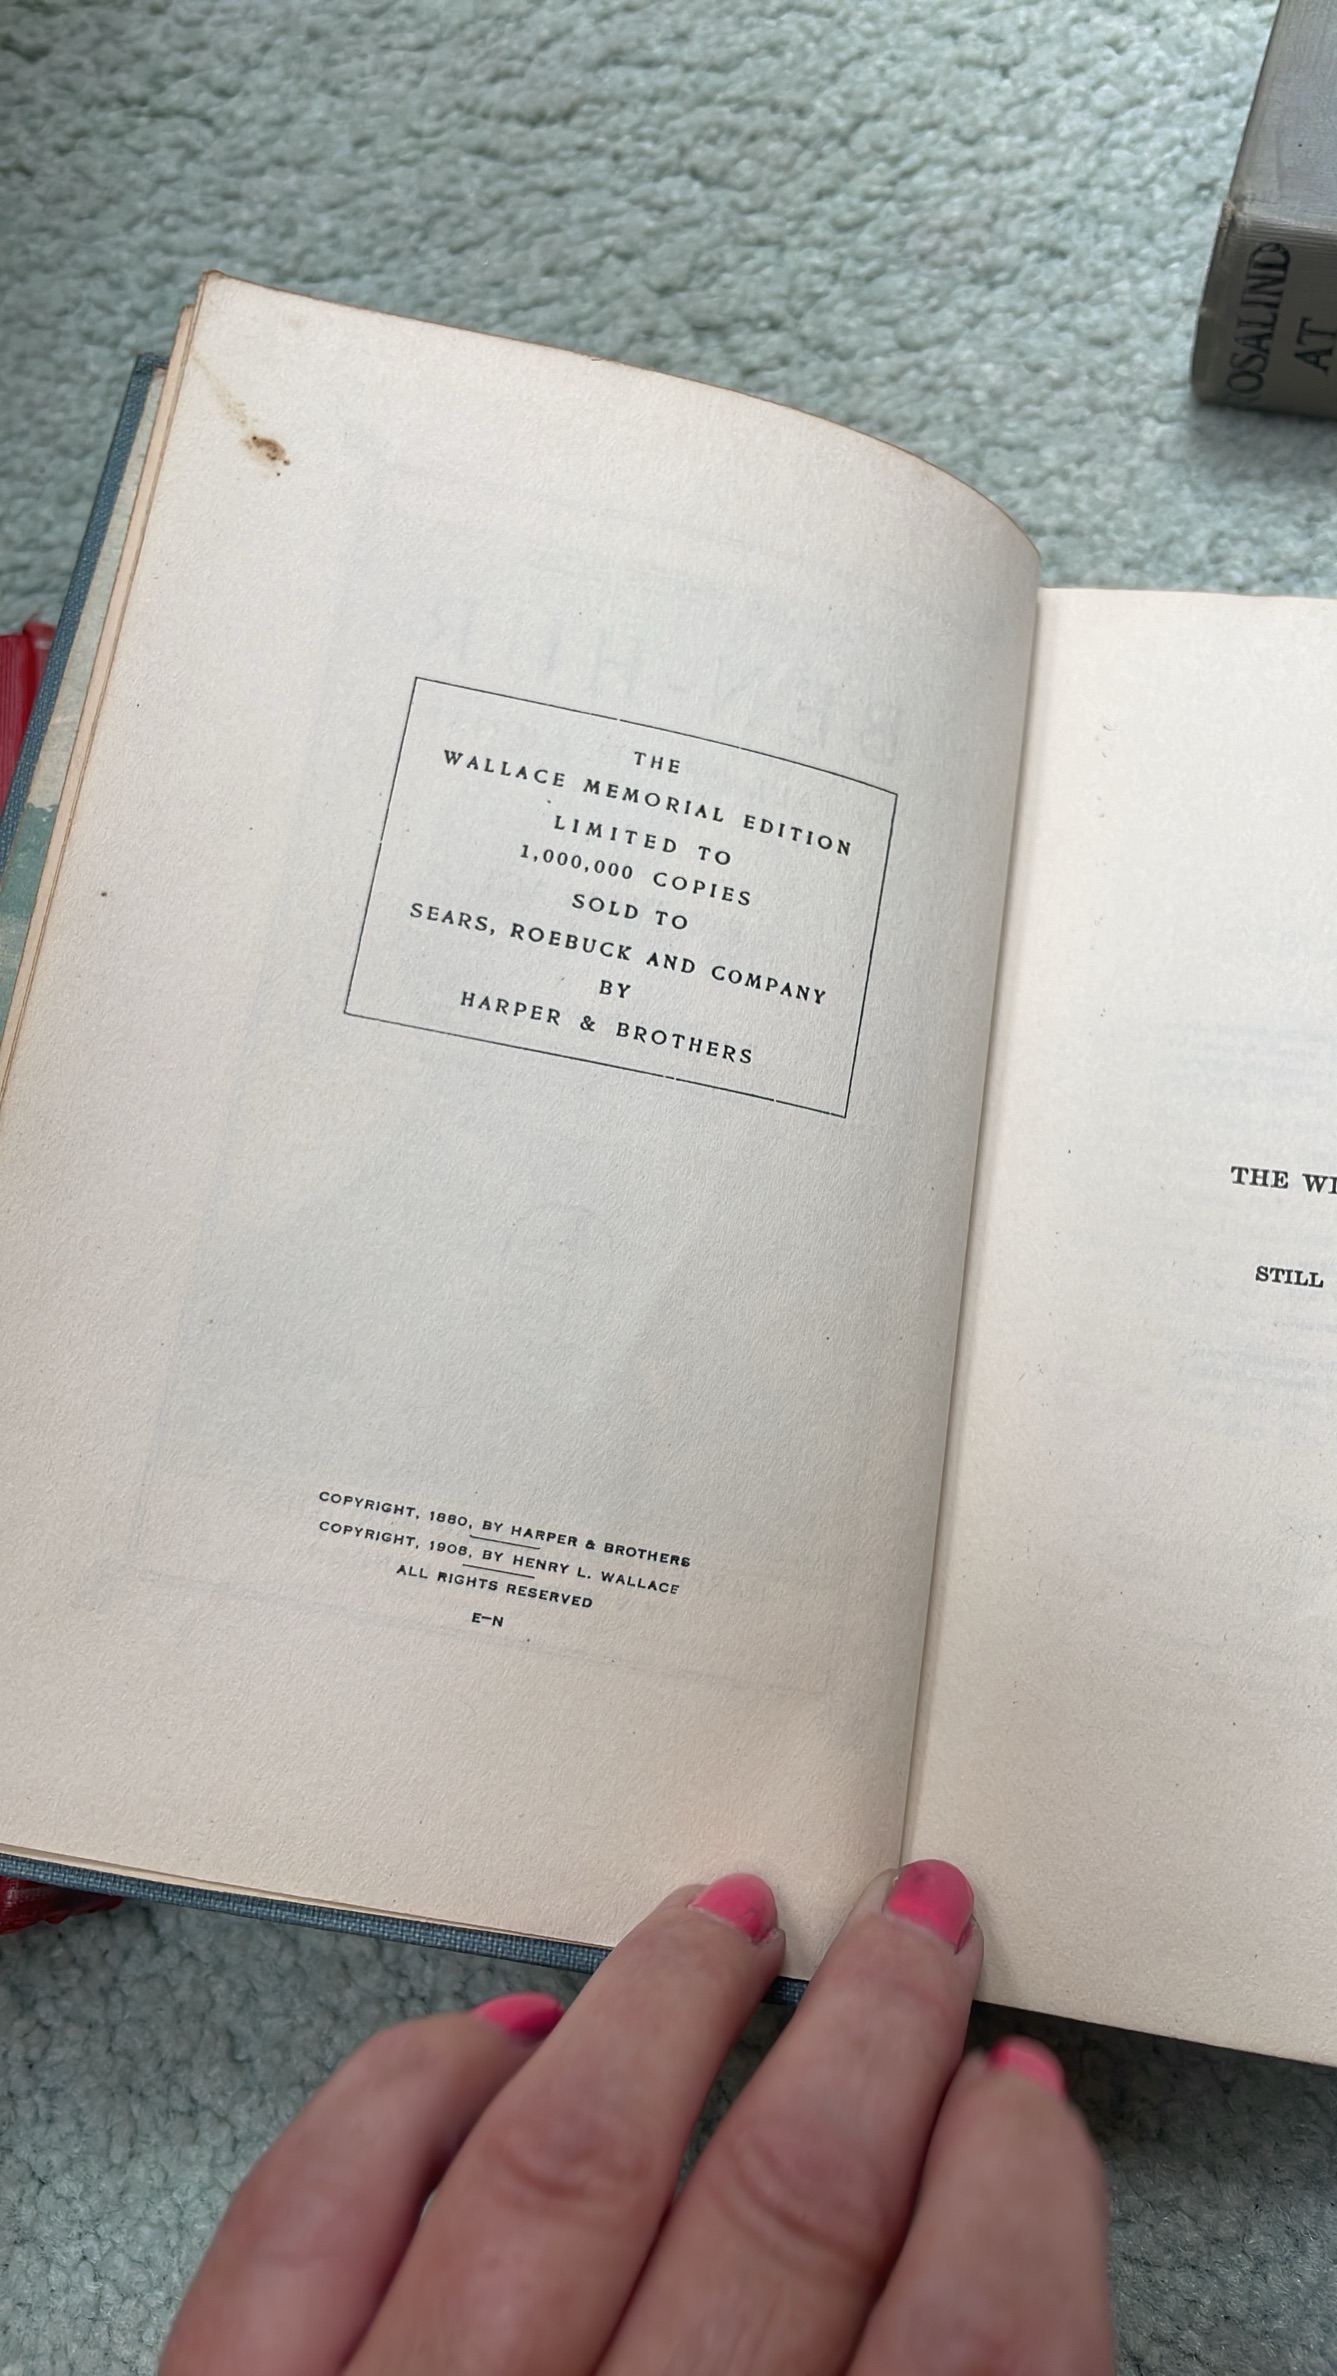 THE
WALLACE MEMORIAL EDITION
LIMITED TO
1,000,000 COPIES
SOLD TO
SEARS, ROEBUCK AND COMPANY
BY
HARPER & BROTHERS
COPYRIGHT, 1880, BY HARPER & BROTHERS
COPYRIGHT, 1908, BY HENRY L. WALLACE
ALL RIGHTS RESERVED
E–N
THE
STILL
ROSALIND
AT